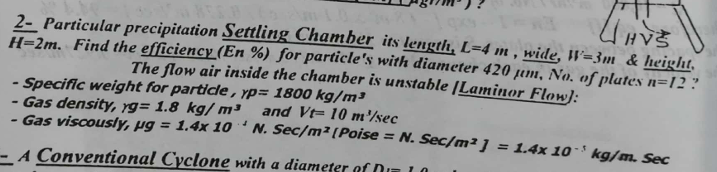 HV3
2- Particular precipitation Settling Chamber its length, L=4 m , wide, W=3m & height,
H=2m. Find the efficiency (En %) for particle's with diameter 420 µm, No. of plates n=12 ?
The flow air inside the chamber is unstable [Laminor Flow]:
- Specific weight for particle , γp= 1800 kg/m³
- Gas density, γg= 1.8 kg/ m³ and Vt= 10 m³/sec
- Gas viscously, µg = 1.4x 10 N. Sec/m² [Poise = N. Sec/m² ] = 1.4x 10⁻⁵ kg/m. Sec
- A Conventional Cyclone with a diameter of